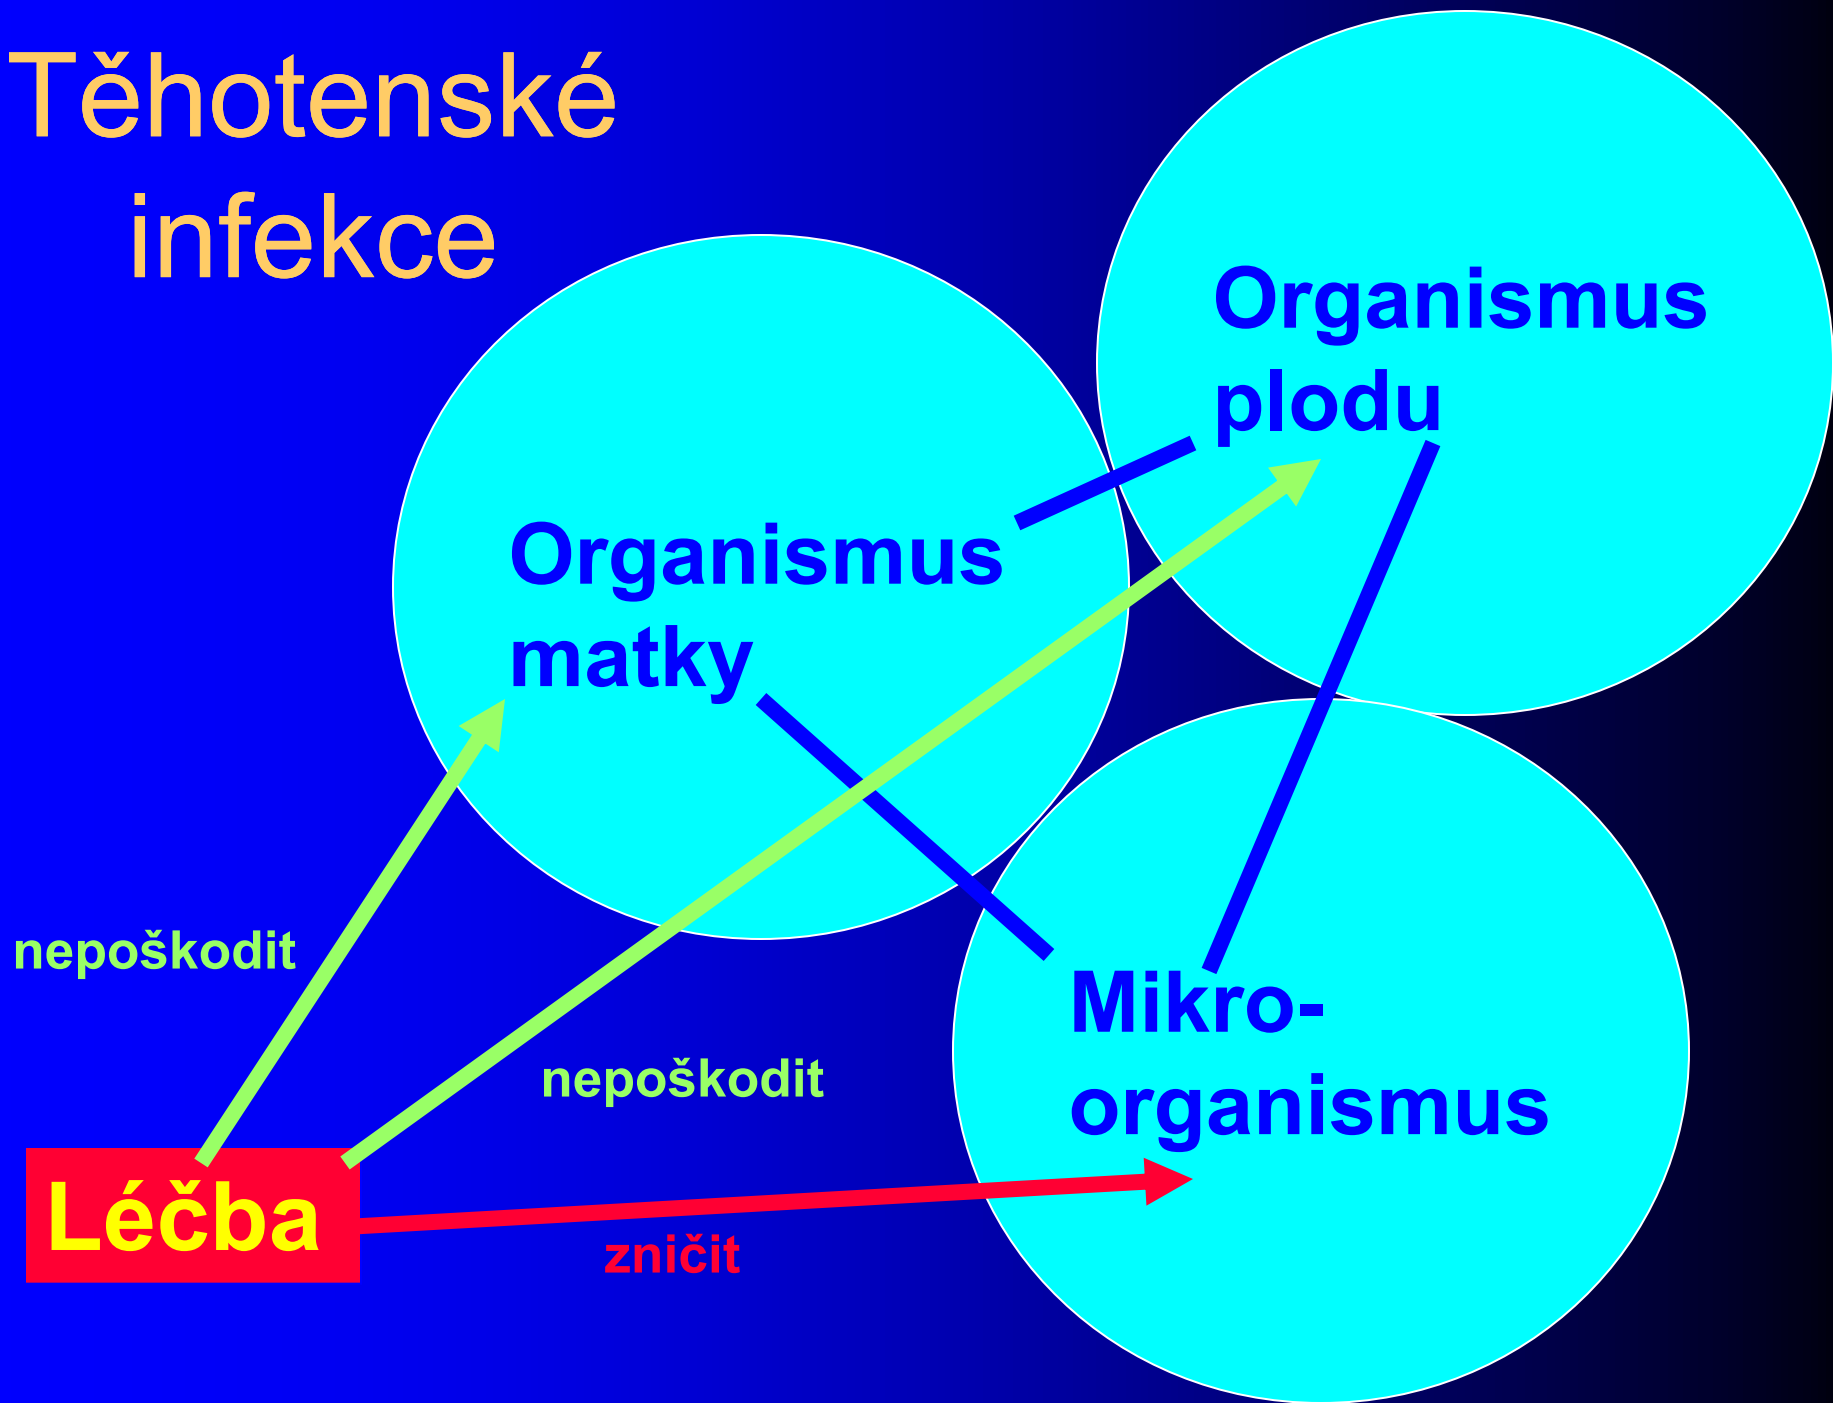 Těhotenské
infekce
Organismus
plodu
Organismus
matky
nepoškodit
nepoškodit
Mikro-
organismus
Léčba
zničit